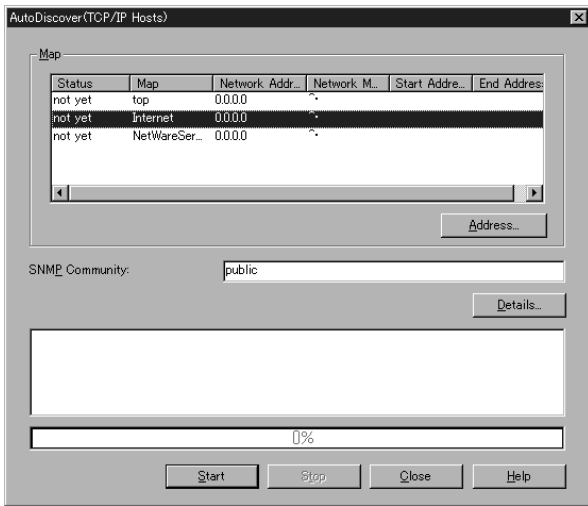 AutoDiscover(TCP/IP Hosts)
Map
Status Map Network Addr... Network M... Start Addre... End Address
not yet top 0.0.0.0
not yet Internet 0.0.0.0
not yet NetWareSer... 0.0.0.0
Address...
SNMP Community: public
Details...
0%
Start Stop Close Help